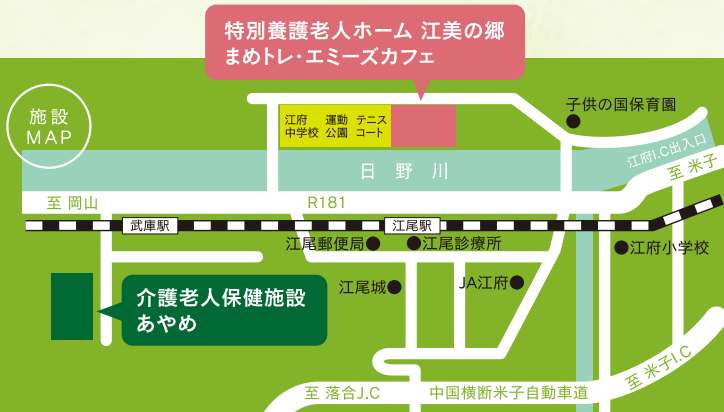 特別養護老人ホーム 江美の郷
まめトレ・エミーズカフェ
施設
MAP
江府
中学校
運動
公園
テニス
コート
子供の国保育園
江府I.C出入口
日野川
至 米子
至 岡山
R181
武庫駅
江尾駅
江尾郵便局
江尾診療所
江府小学校
介護老人保健施設
あやめ
江尾城
JA江府
至 米子I.C
至 落合J.C
中国横断米子自動車道